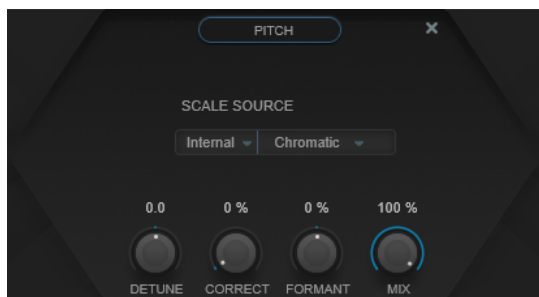 PITCH
SCALE SOURCE
Internal Chromatic
0.0 0 % 0 % 100 %
DETUNE CORRECT FORMANT MIX